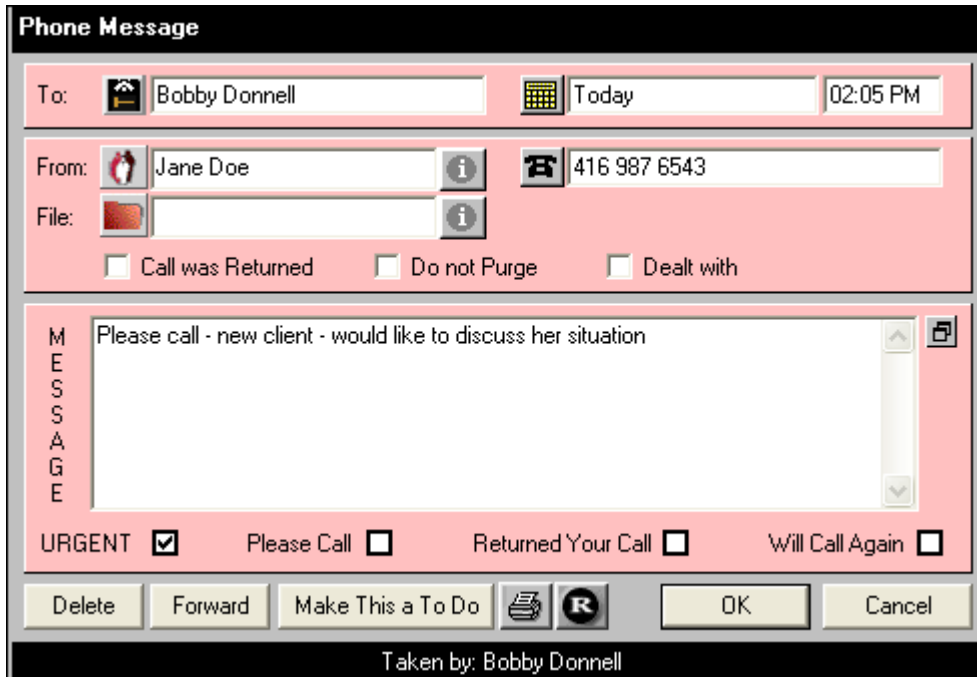 Phone Message
To: Bobby Donnell Today 02:05 PM
From: Jane Doe 416 987 6543
File:
Call was Returned Do not Purge Dealt with
MESSAGE
Please call - new client - would like to discuss her situation
URGENT Please Call Returned Your Call Will Call Again
Delete Forward Make This a To Do R OK Cancel
Taken by: Bobby Donnell